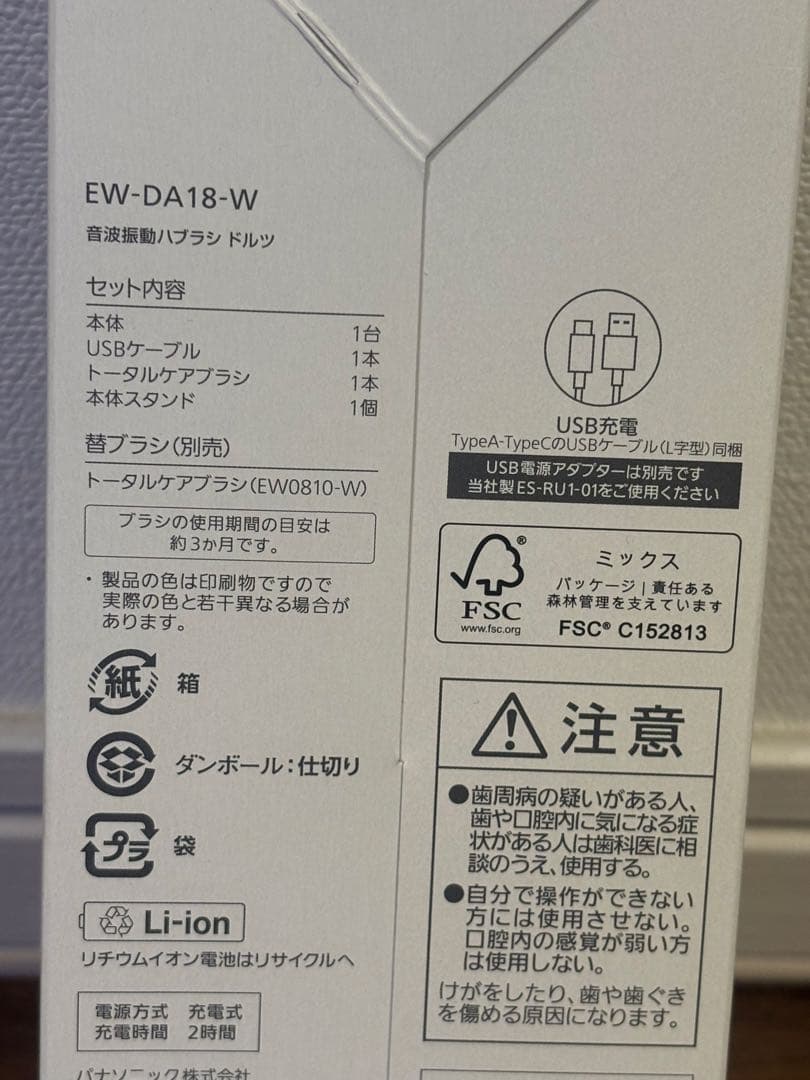 EW-DA18-W
音波振動ハブラシ ドルツ
セット内容
本体 1台
USBケーブル 1本
トータルケアブラシ 1本
本体スタンド 1個
替ブラシ(別売)
トータルケアブラシ(EW0810-W)
ブラシの使用期間の目安は
約3か月です。
・製品の色は印刷物ですので
実際の色と若干異なる場合が
あります。
紙 箱
ダンボール:仕切り
プラ 袋
Li-ion
リチウムイオン電池はリサイクルへ
電源方式 充電式
充電時間 2時間
パナソニック株式会社
USB充電
TypeA-TypeCのUSBケーブル(L字型)同梱
USB電源アダプターは別売です
当社製ES-RU1-01をご使用ください
FSC
www.fsc.org
ミックス
パッケージ|責任ある
森林管理を支えています
FSC® C152813
注意
●歯周病の疑いがある人、
歯や口腔内に気になる症
状がある人は歯科医に相
談のうえ、使用する。
●自分で操作ができない
方には使用させない。
口腔内の感覚が弱い方
は使用しない。
けがをしたり、歯や歯ぐき
を傷める原因になります。